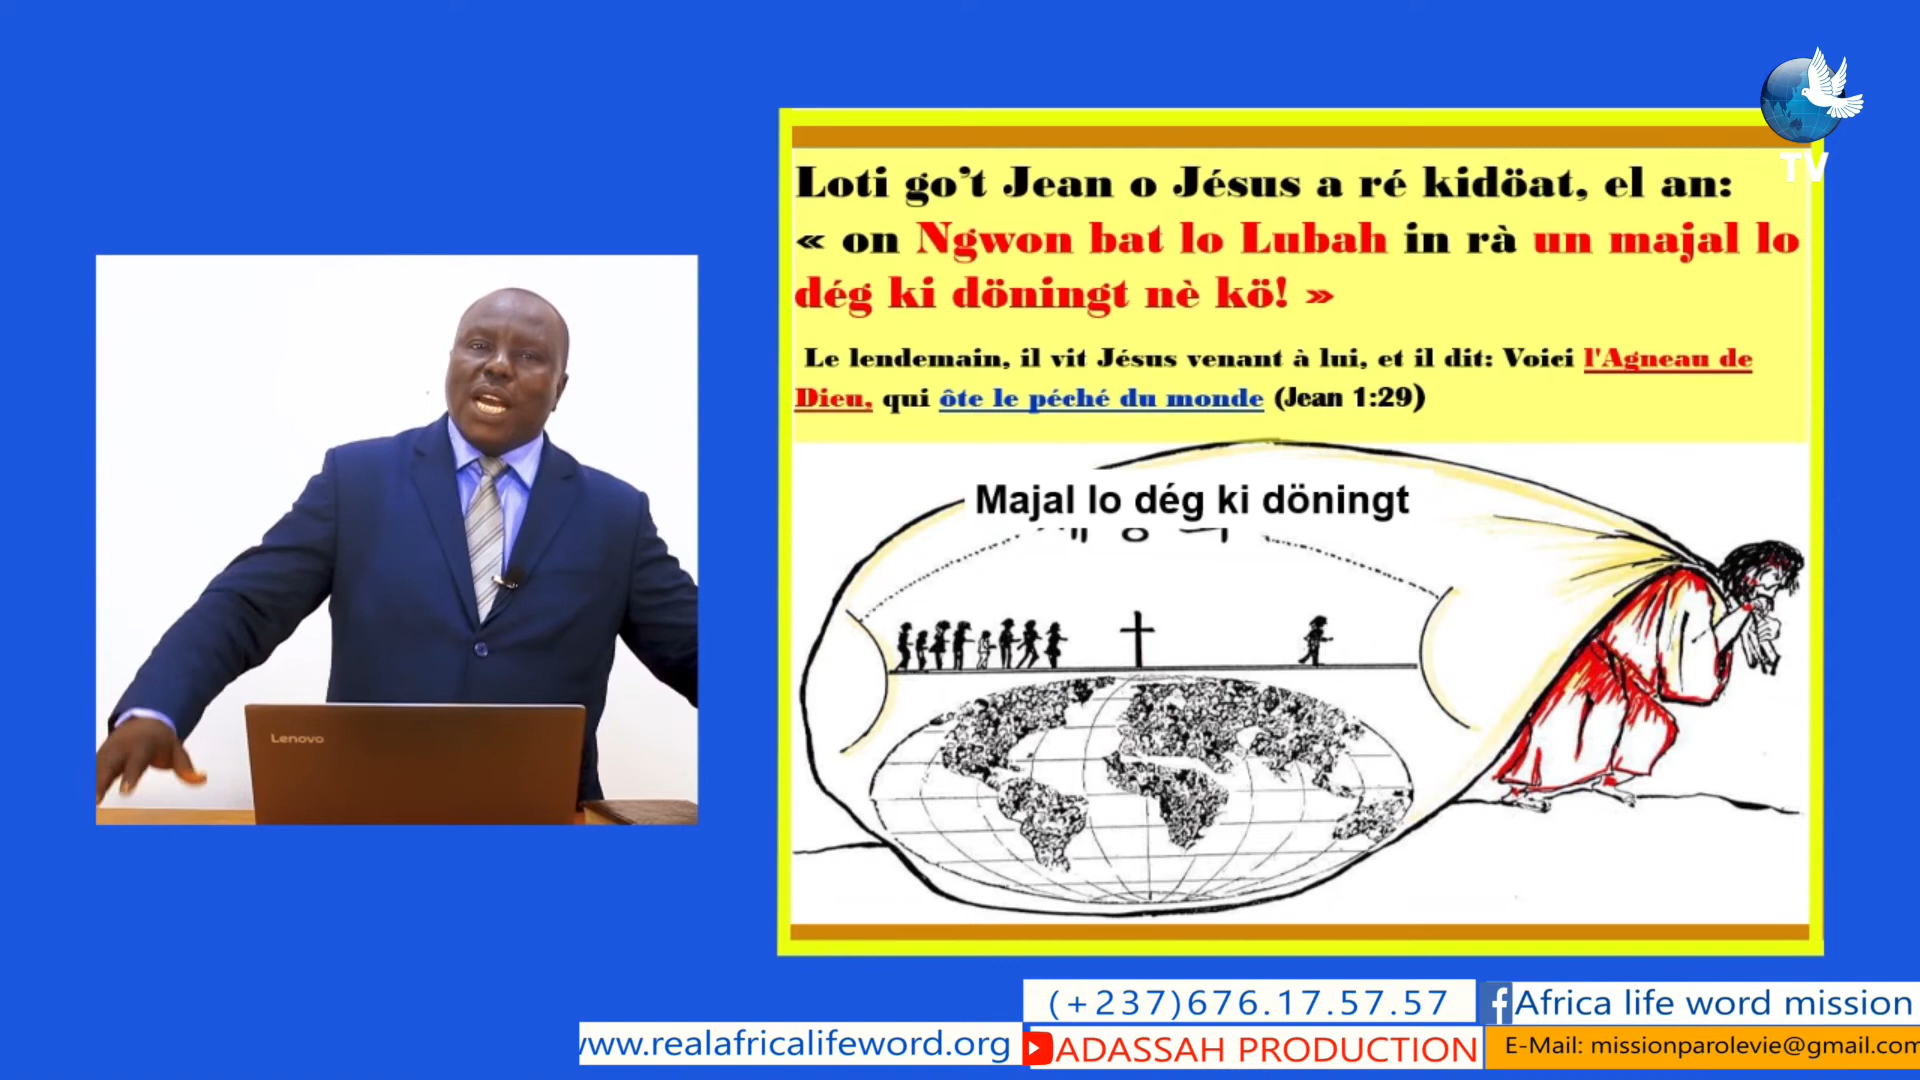 TV
Loti go’t Jean o Jésus a ré kidöat, el an:
« on Ngwon bat lo Lubah in rà un majal lo
dég ki döningt nè kö! »
Le lendemain, il vit Jésus venant à lui, et il dit: Voici l'Agneau de
Dieu, qui ôte le péché du monde (Jean 1:29)
Majal lo dég ki döningt
Lenovo
(+237)676.17.57.57
Africa life word mission
www.realafricalifeword.org
ADASSAH PRODUCTION
E-Mail: missionparolevie@gmail.com